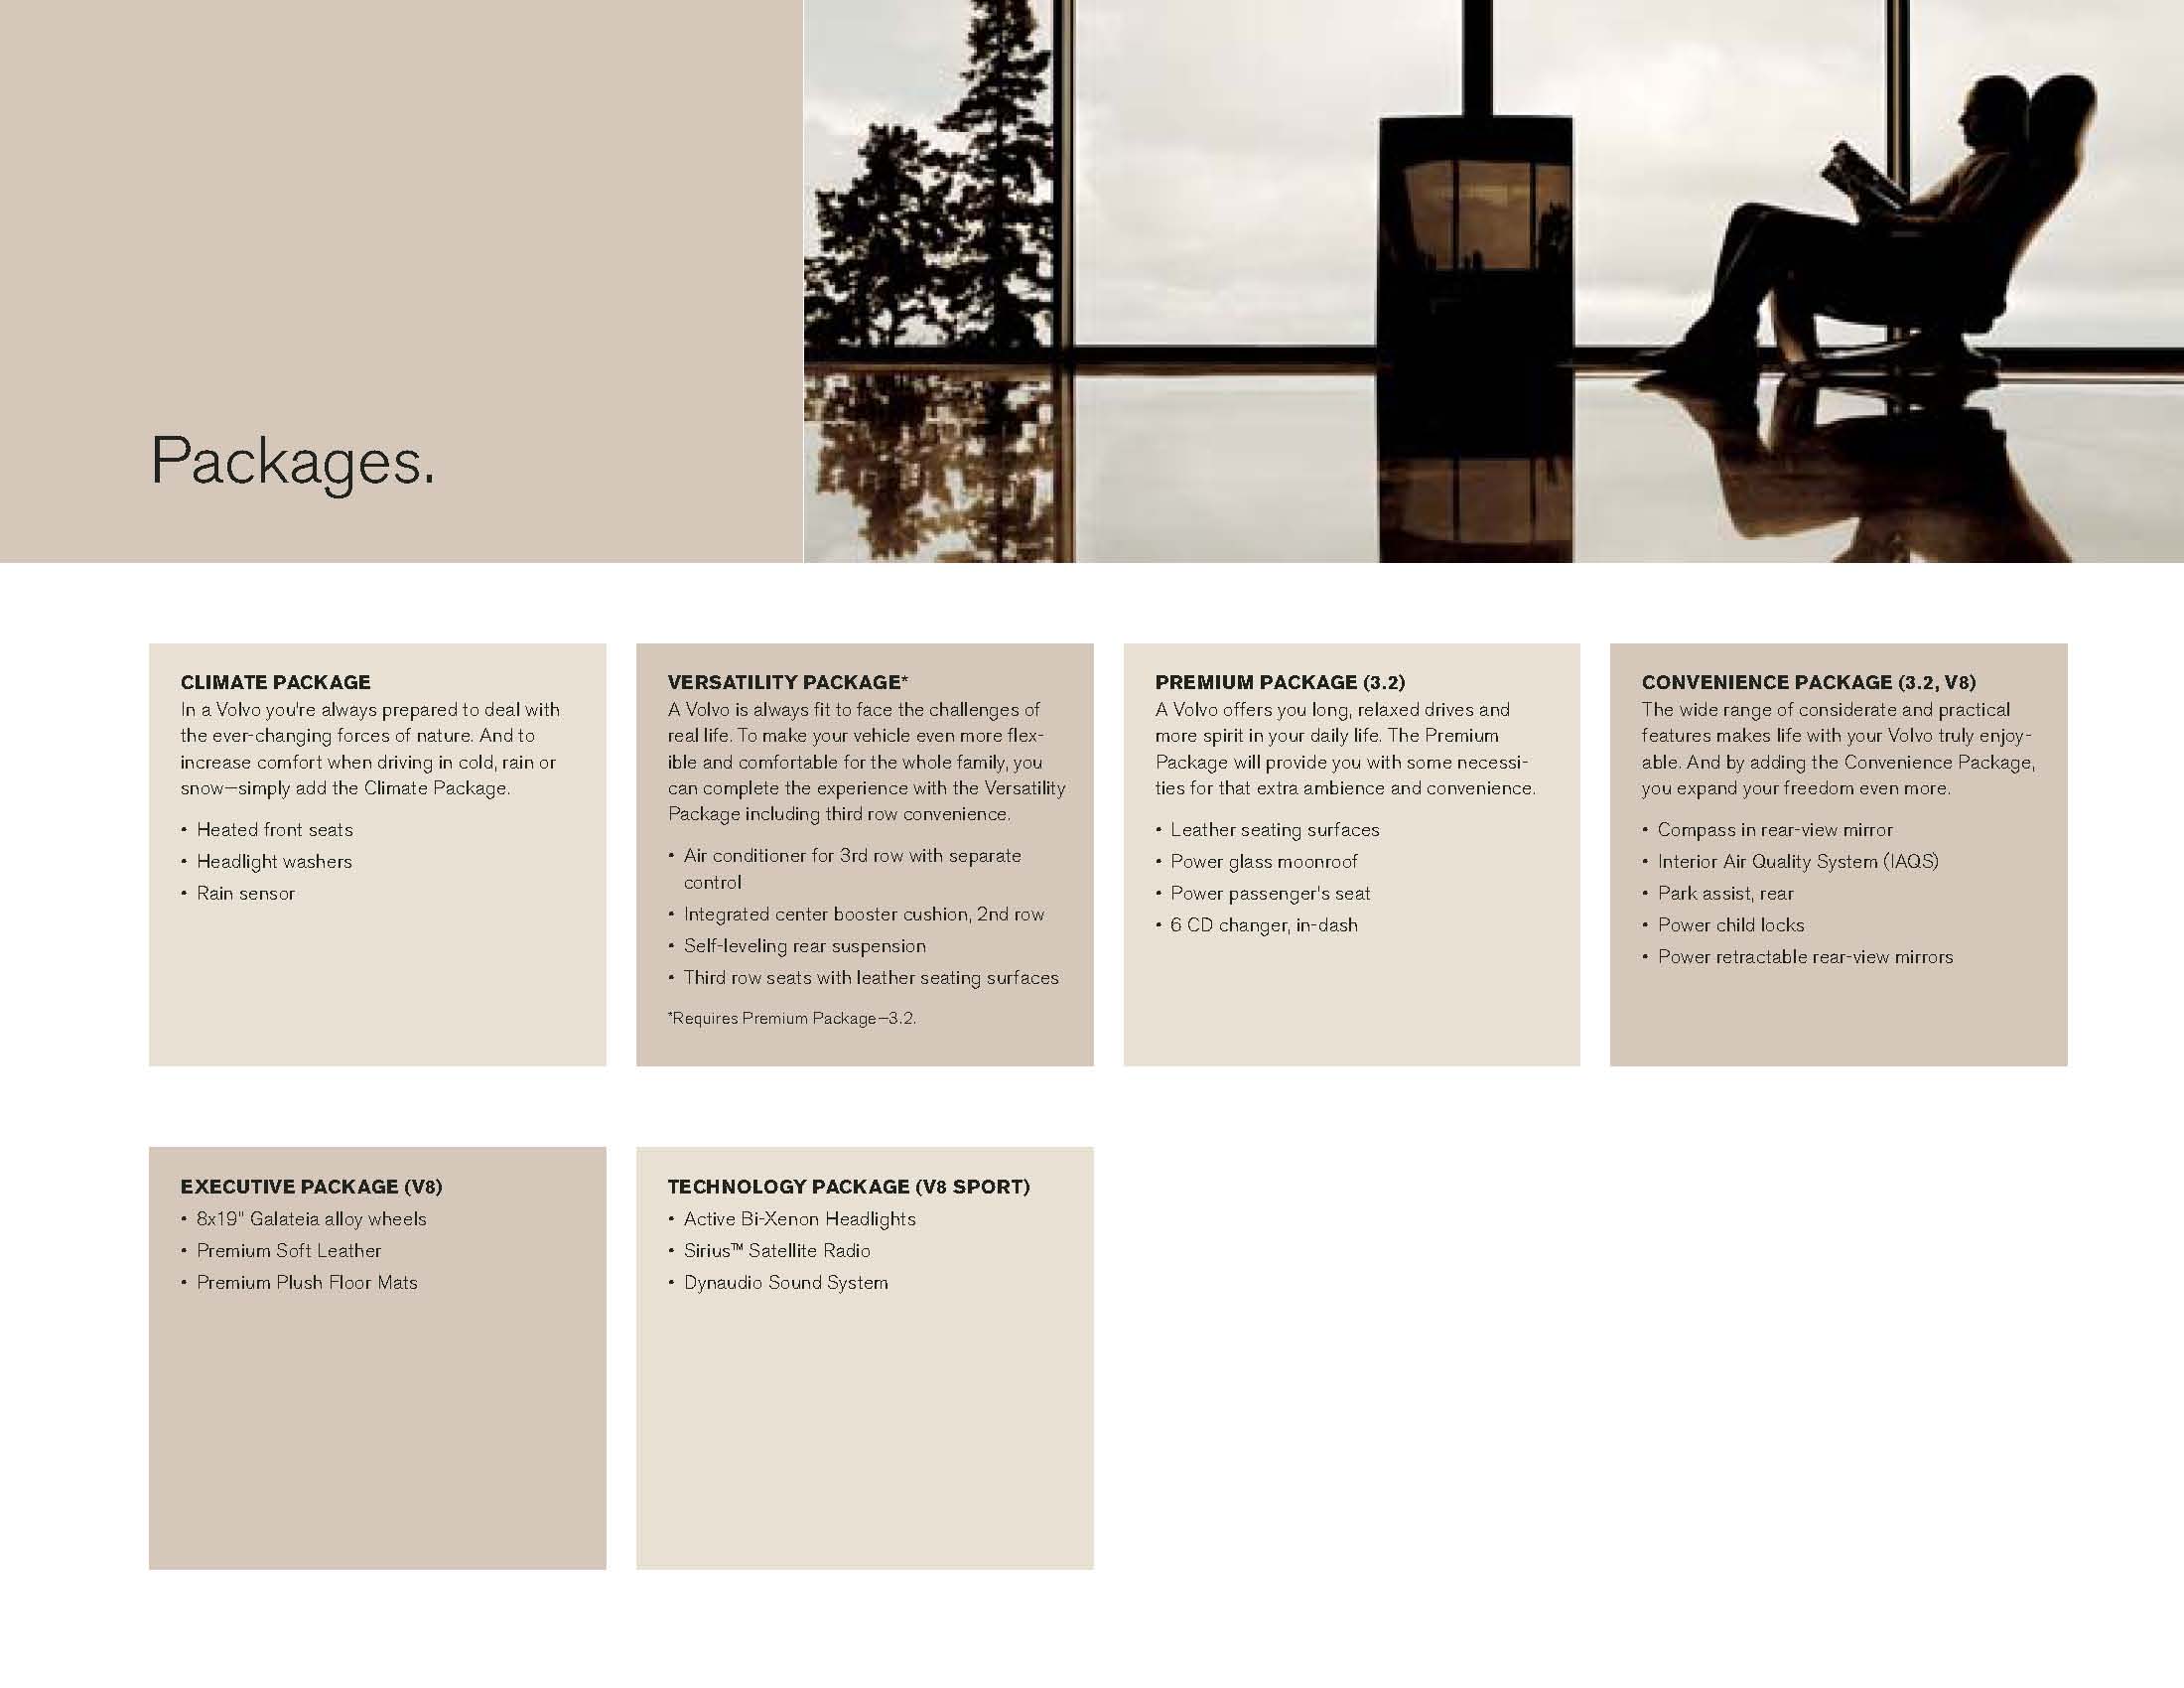 Packages.
CLIMATE PACKAGE
In a Volvo you're always prepared to deal with
the ever-changing forces of nature. And to
increase comfort when driving in cold, rain or
snow—simply add the Climate Package.
• Heated front seats
• Headlight washers
• Rain sensor
VERSATILITY PACKAGE*
A Volvo is always fit to face the challenges of
real life. To make your vehicle even more flex-
ible and comfortable for the whole family, you
can complete the experience with the Versatility
Package including third row convenience.
• Air conditioner for 3rd row with separate
control
• Integrated center booster cushion, 2nd row
• Self-leveling rear suspension
• Third row seats with leather seating surfaces
*Requires Premium Package—3.2.
PREMIUM PACKAGE (3.2)
A Volvo offers you long, relaxed drives and
more spirit in your daily life. The Premium
Package will provide you with some necessi-
ties for that extra ambience and convenience.
• Leather seating surfaces
• Power glass moonroof
• Power passenger's seat
• 6 CD changer, in-dash
CONVENIENCE PACKAGE (3.2, V8)
The wide range of considerate and practical
features makes life with your Volvo truly enjoy-
able. And by adding the Convenience Package,
you expand your freedom even more.
• Compass in rear-view mirror
• Interior Air Quality System (IAQS)
• Park assist, rear
• Power child locks
• Power retractable rear-view mirrors
EXECUTIVE PACKAGE (V8)
• 8x19" Galateia alloy wheels
• Premium Soft Leather
• Premium Plush Floor Mats
TECHNOLOGY PACKAGE (V8 SPORT)
• Active Bi-Xenon Headlights
• Sirius™ Satellite Radio
• Dynaudio Sound System